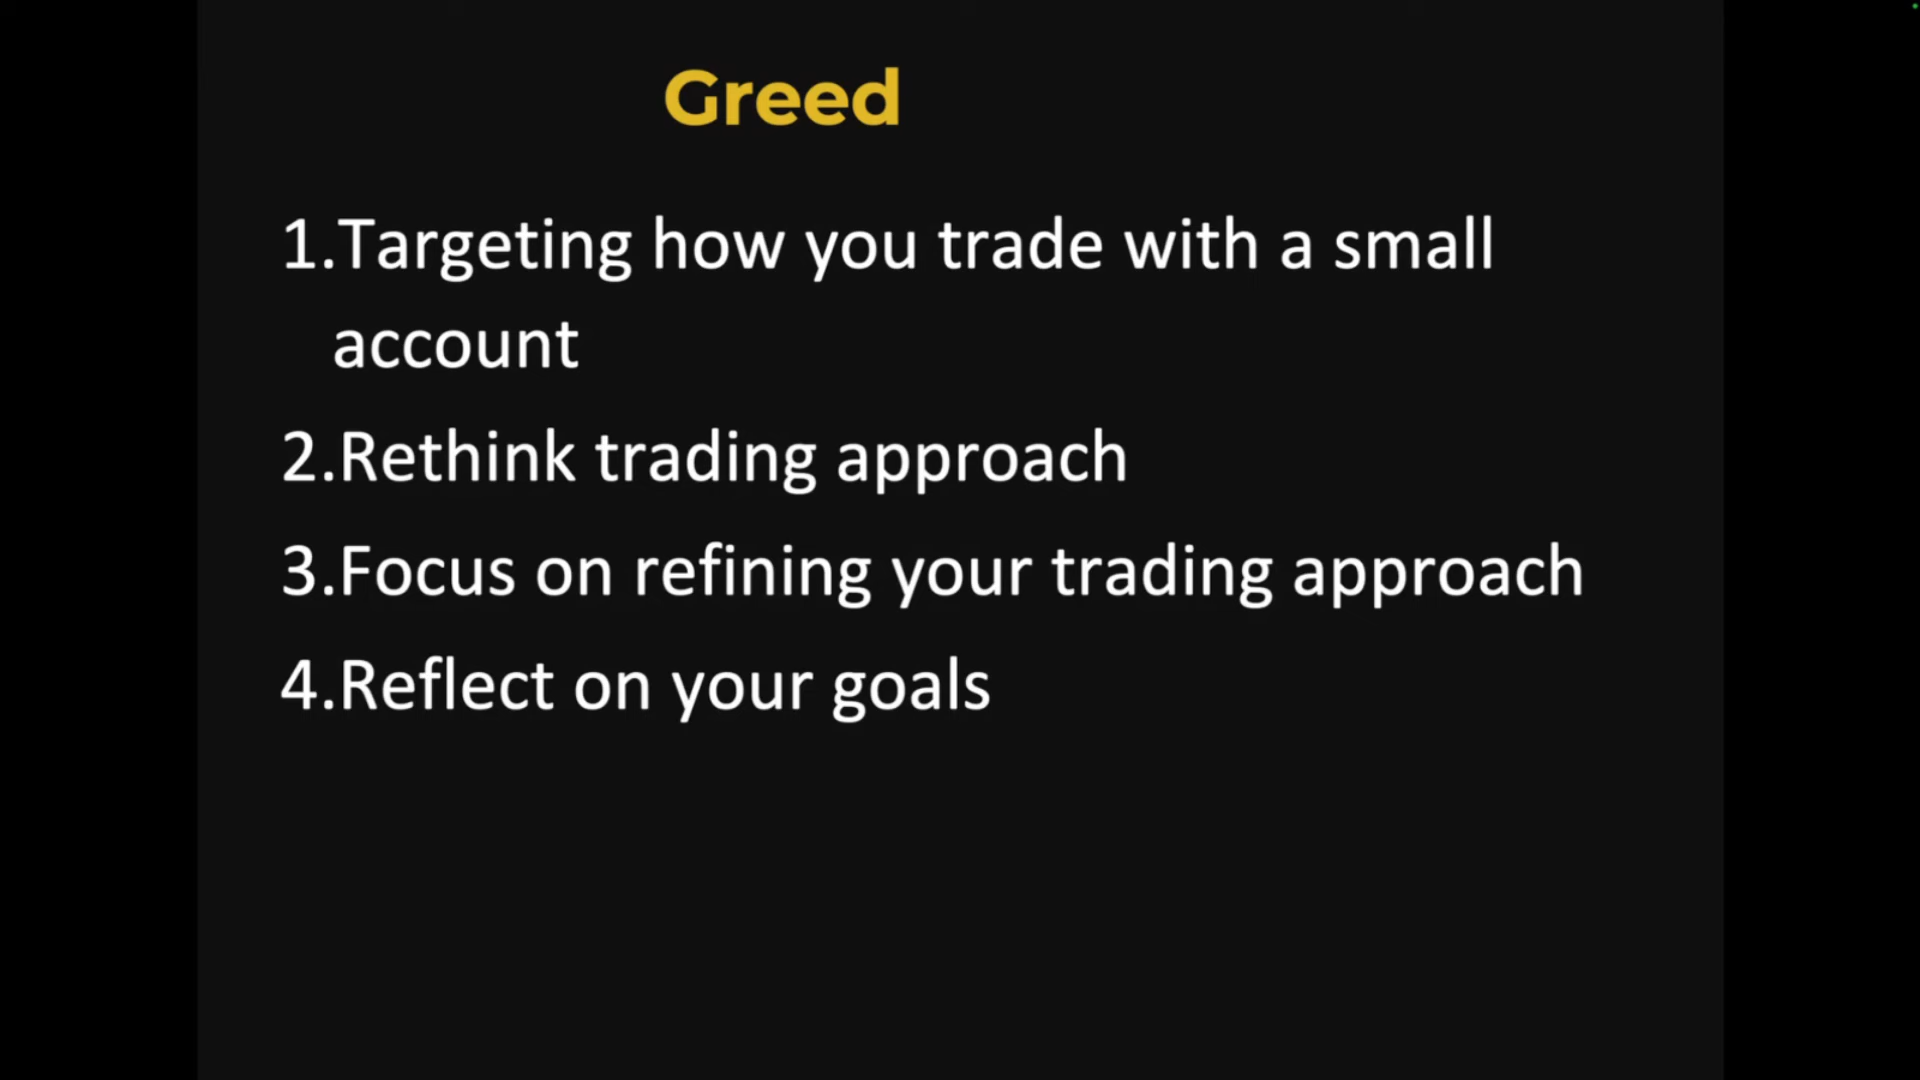 Greed
1.Targeting how you trade with a small
account
2.Rethink trading approach
3.Focus on refining your trading approach
4.Reflect on your goals